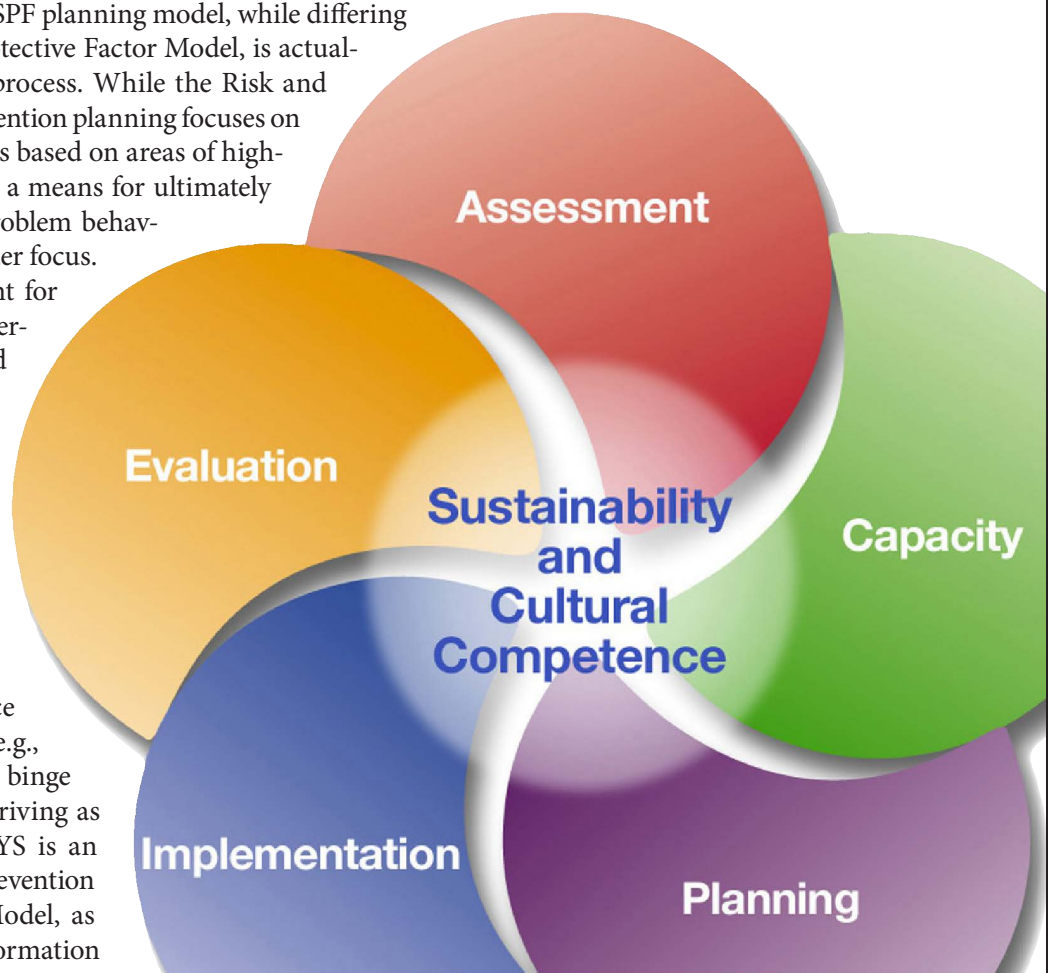 SPF planning model, while differing
tective Factor Model, is actual-
process. While the Risk and
ention planning focuses on
s based on areas of high-
a means for ultimately
roblem behav-
er focus.
nt for
er-
d
ce
e.g.,
binge
riving as
YS is an
evention
Model, as
ormation
Assessment
Evaluation
Capacity
Sustainability
and
Cultural
Competence
Implementation
Planning